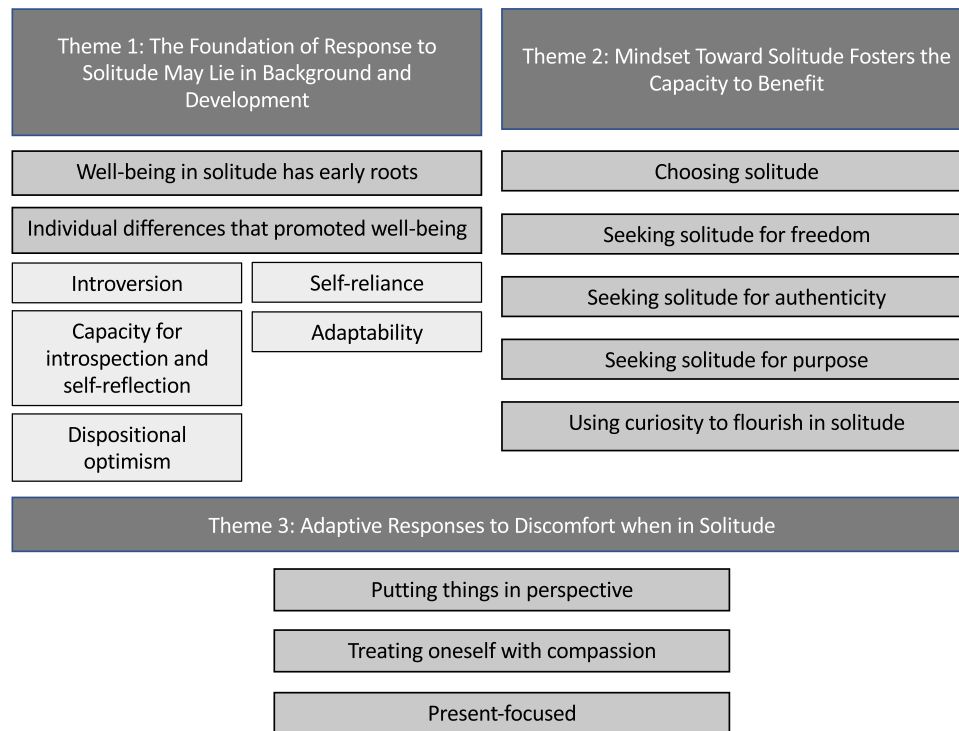 Theme 1: The Foundation of Response to
Solitude May Lie in Background and
Development
Well-being in solitude has early roots
Individual differences that promoted well-being
Introversion
Self-reliance
Capacity for
introspection and
self-reflection
Adaptability
Dispositional
optimism
Theme 2: Mindset Toward Solitude Fosters the
Capacity to Benefit
Choosing solitude
Seeking solitude for freedom
Seeking solitude for authenticity
Seeking solitude for purpose
Using curiosity to flourish in solitude
Theme 3: Adaptive Responses to Discomfort when in Solitude
Putting things in perspective
Treating oneself with compassion
Present-focused